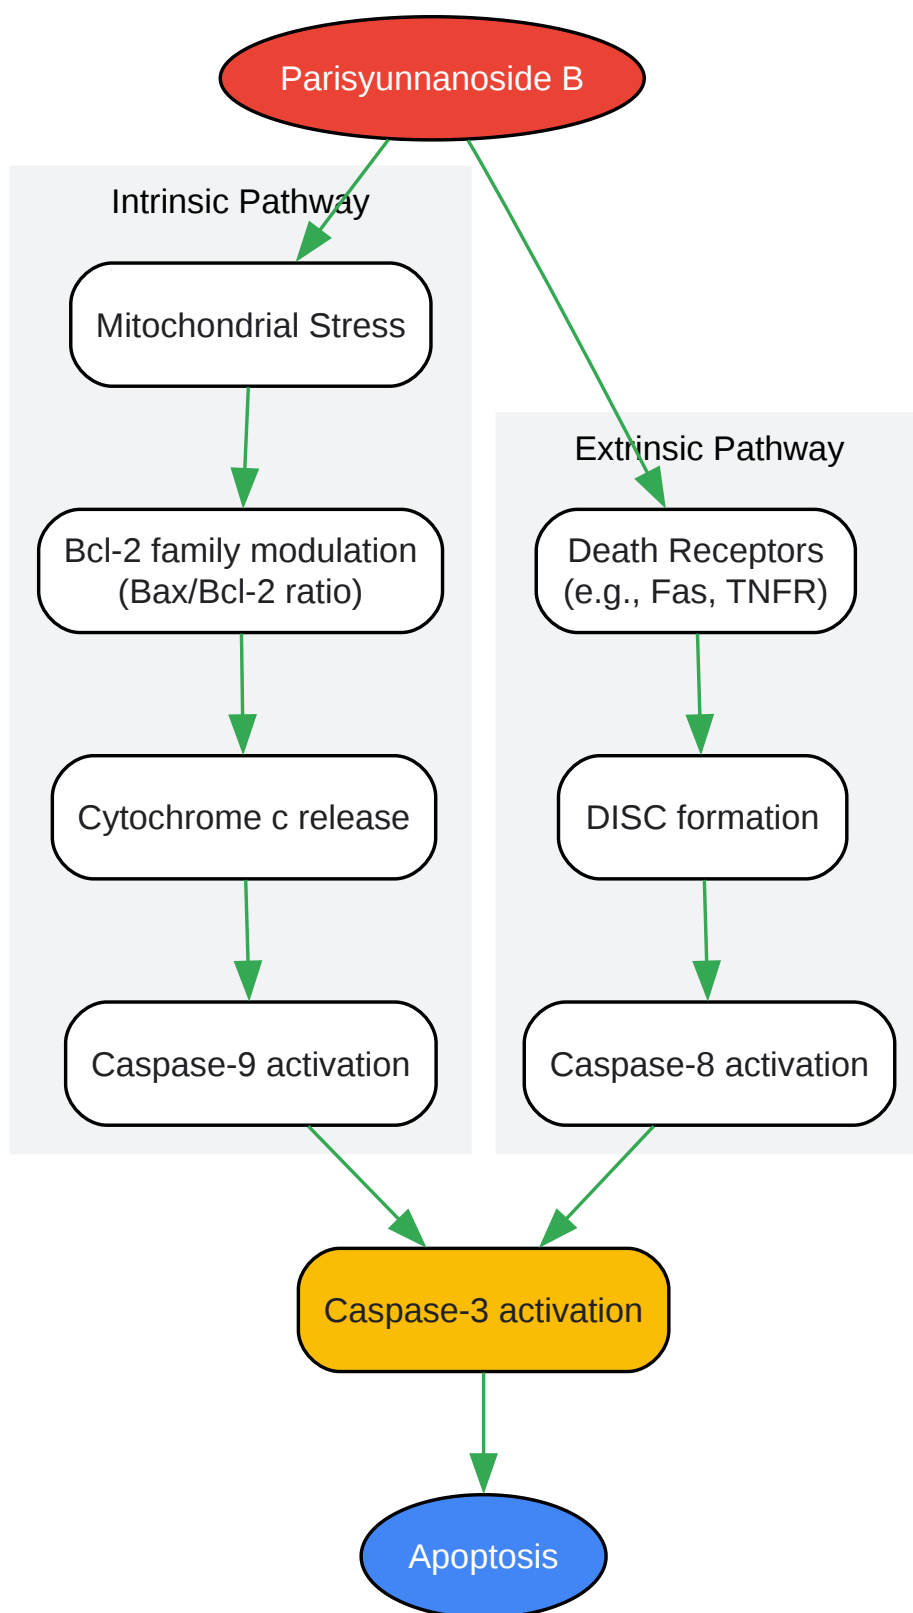 Parisyunnanoside B
Intrinsic Pathway
Mitochondrial Stress
Bcl-2 family modulation
(Bax/Bcl-2 ratio)
Cytochrome c release
Caspase-9 activation
Extrinsic Pathway
Death Receptors
(e.g., Fas, TNFR)
DISC formation
Caspase-8 activation
Caspase-3 activation
Apoptosis